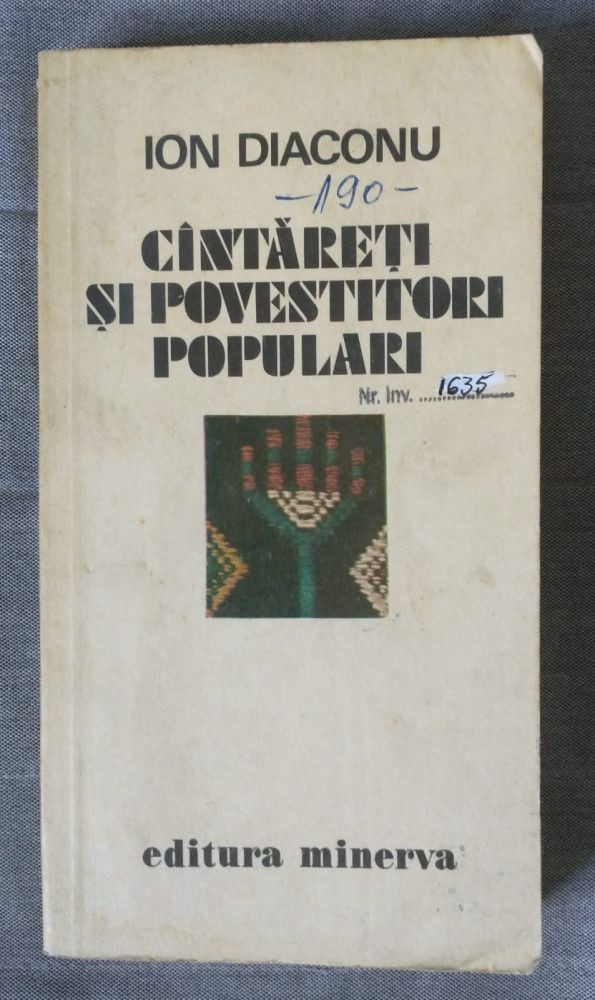 ION DIACONU
-190-
CÎNTĂREȚI
ȘI POVESTITORI
POPULARI
Nr. Inv. 1635
editura minerva